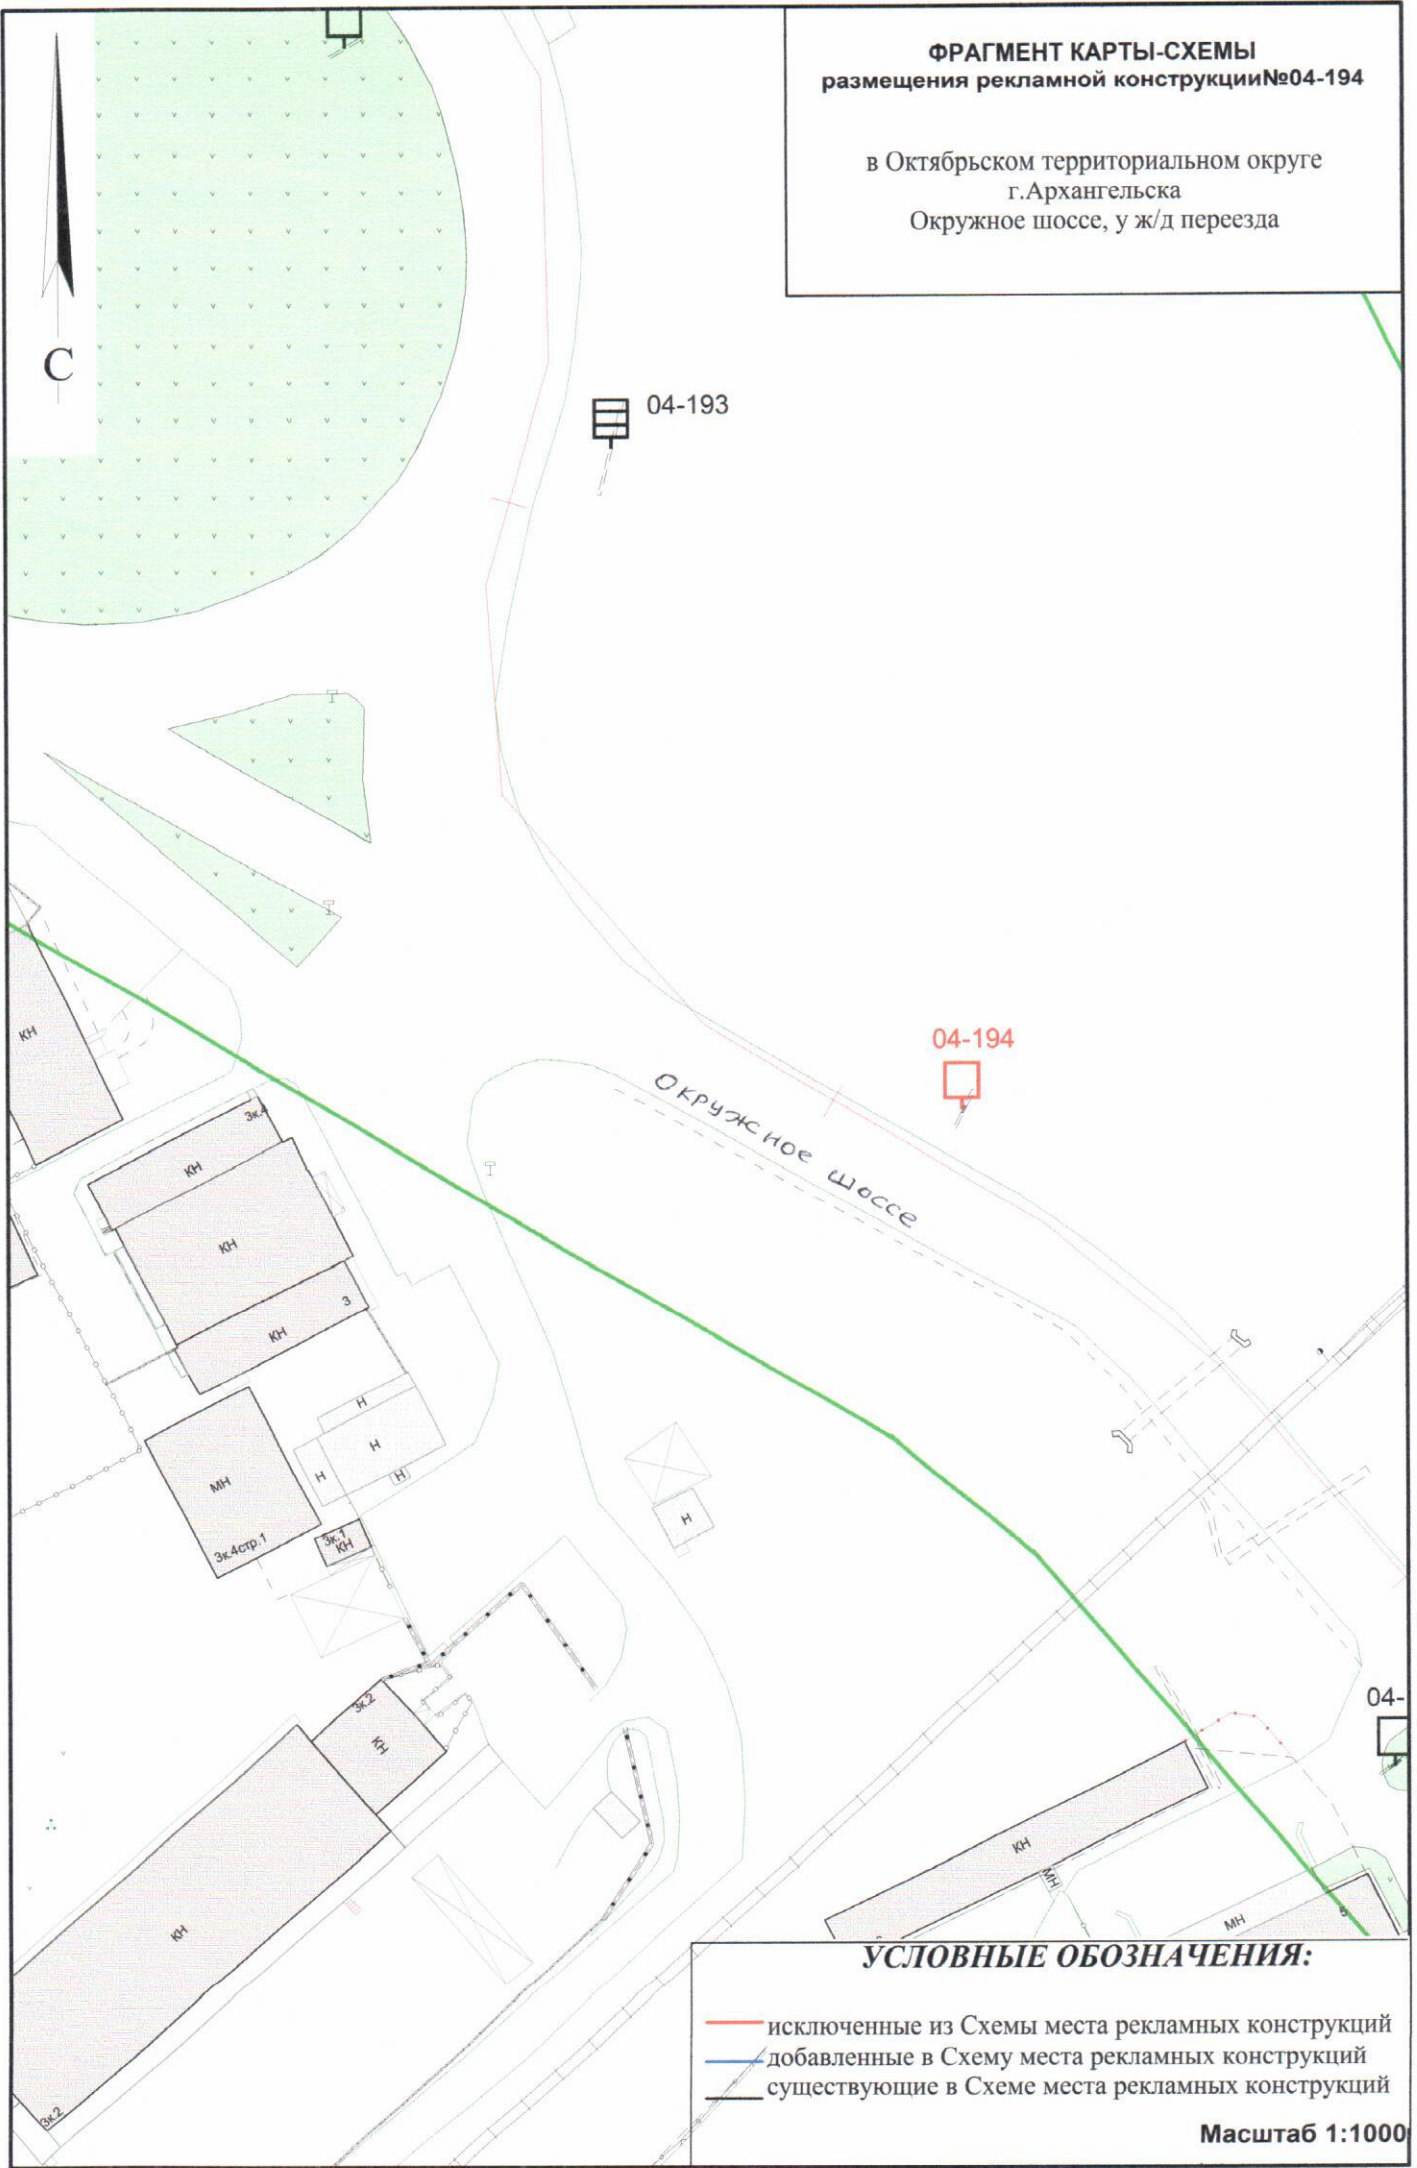 ФРАГМЕНТ КАРТЫ-СХЕМЫ
размещения рекламной конструкции№04-194
в Октябрьском территориальном округе
г.Архангельска
Окружное шоссе, у ж/д переезда
С
04-193
04-194
Окружное шоссе
КН
3к.4
КН
КН
3
КН
Н
Н
Н
Н
МН
3к.4стр.1
3к.1
КН
Н
3к.2
КН
04-
КН
МН
КН
МН
5
3к.2
УСЛОВНЫЕ ОБОЗНАЧЕНИЯ:
исключенные из Схемы места рекламных конструкций
добавленные в Схему места рекламных конструкций
существующие в Схеме места рекламных конструкций
Масштаб 1:1000